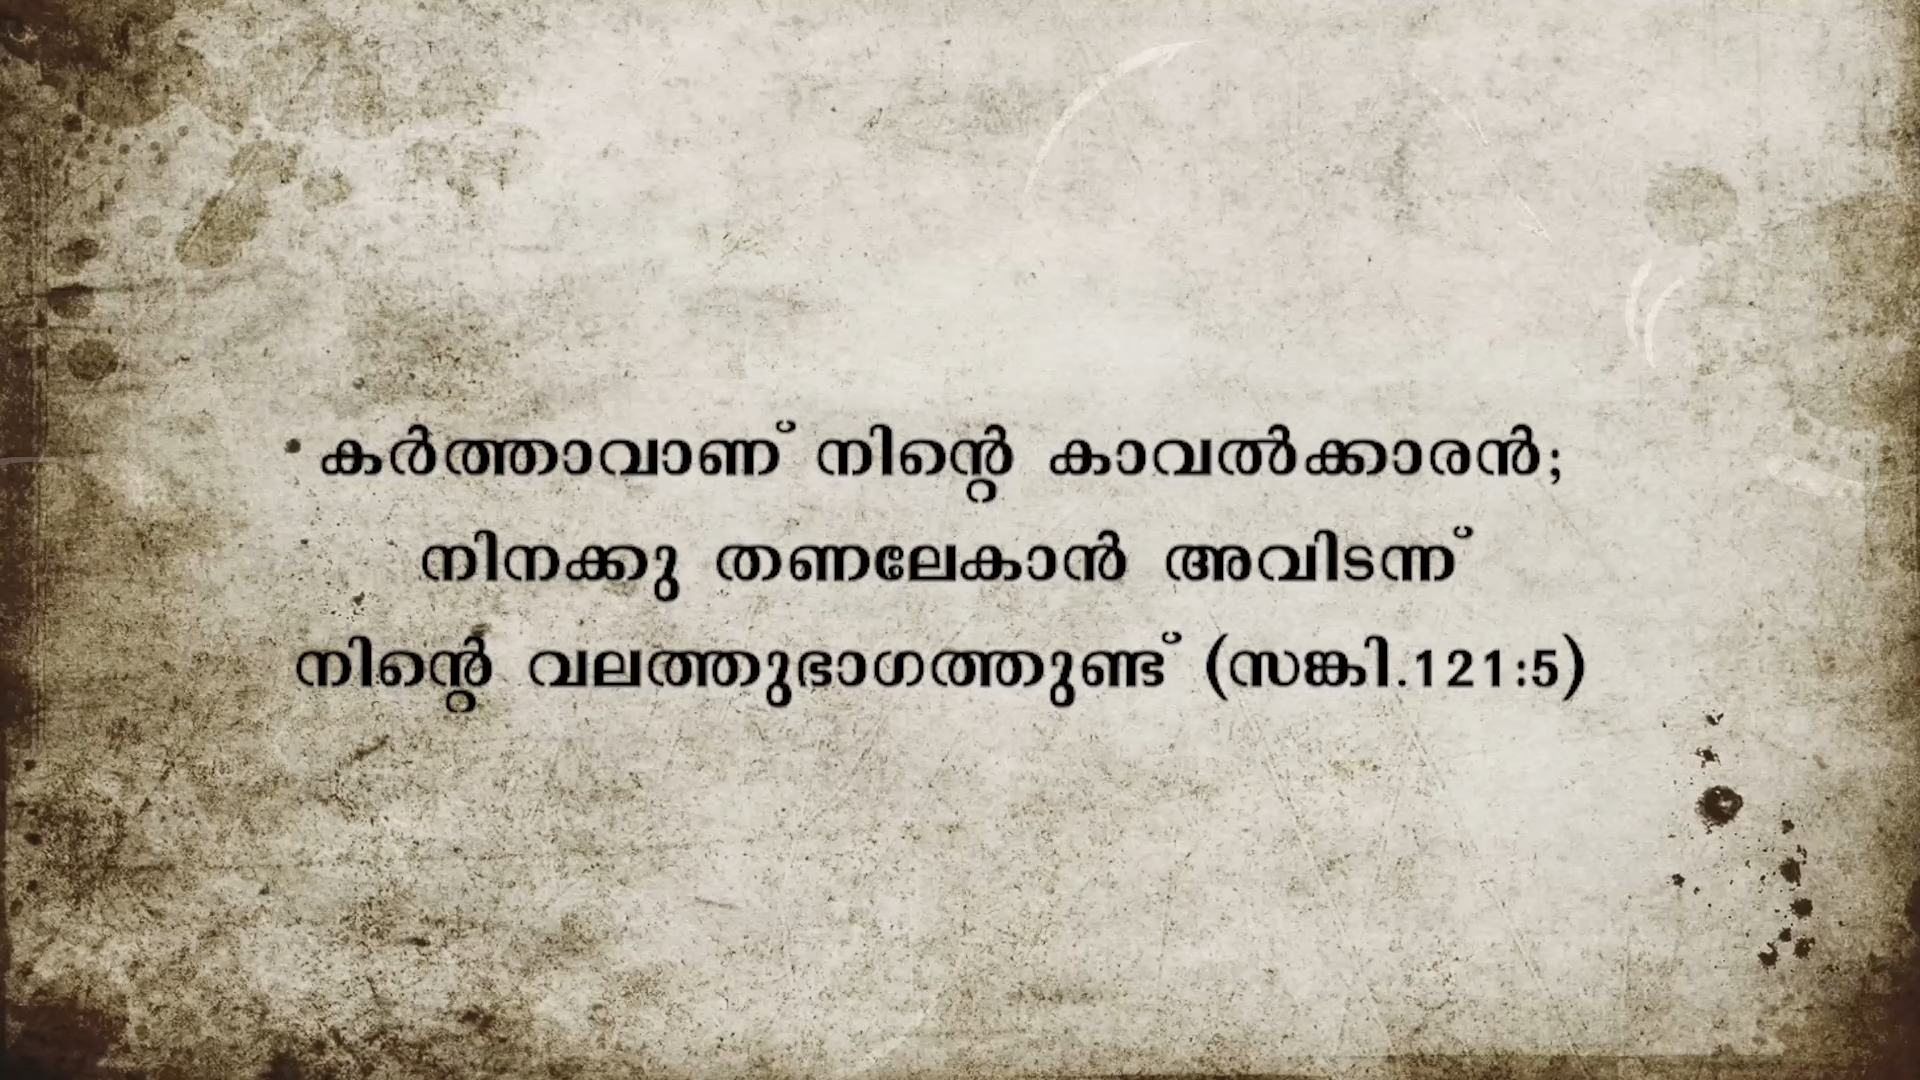 കർത്താവാണ് നിന്റെ കാവൽക്കാരൻ;
നിനക്കു തണലേകാൻ അവിടന്ന്
നിന്റെ വലത്തുഭാഗത്തുണ്ട് (സങ്കി.121:5)